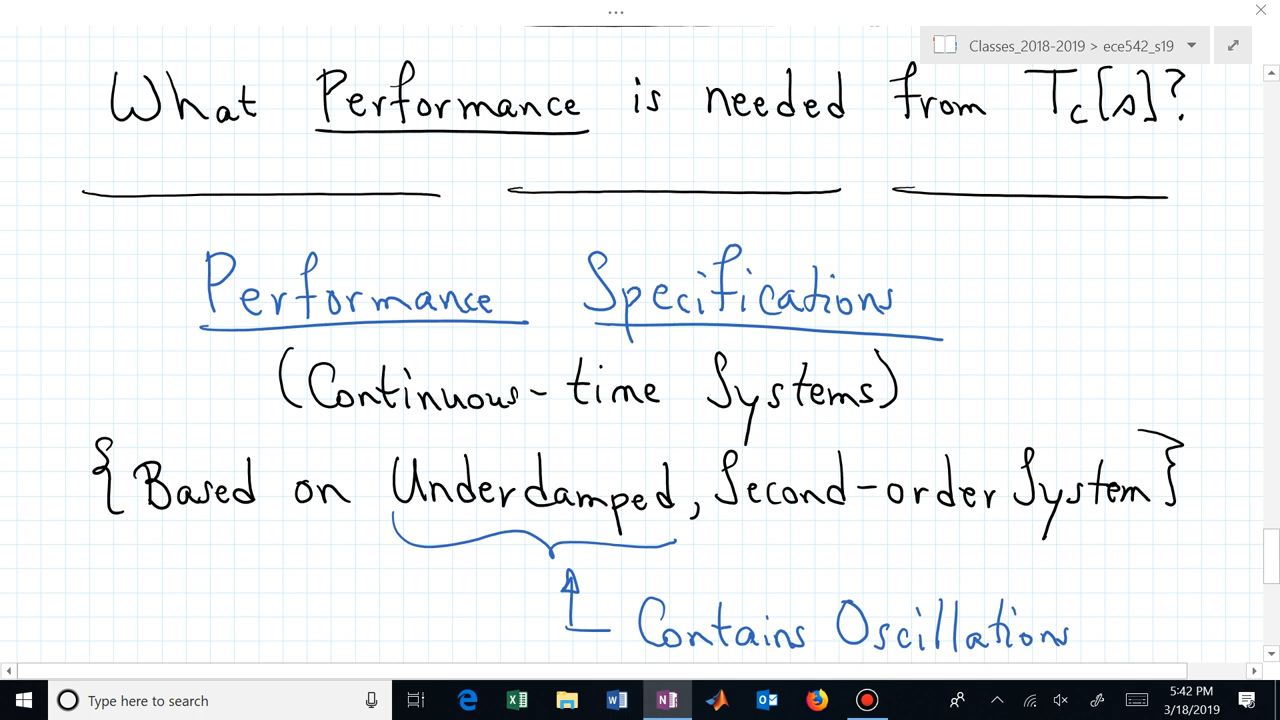 ...
Classes_2018-2019 > ece542_s19
What Performance is needed from Tc[s]?
Performance Specifications
(Continuous-time Systems)
{Based on Underdamped, Second-order System}
Contains Oscillations
Type here to search
5:42 PM
3/18/2019